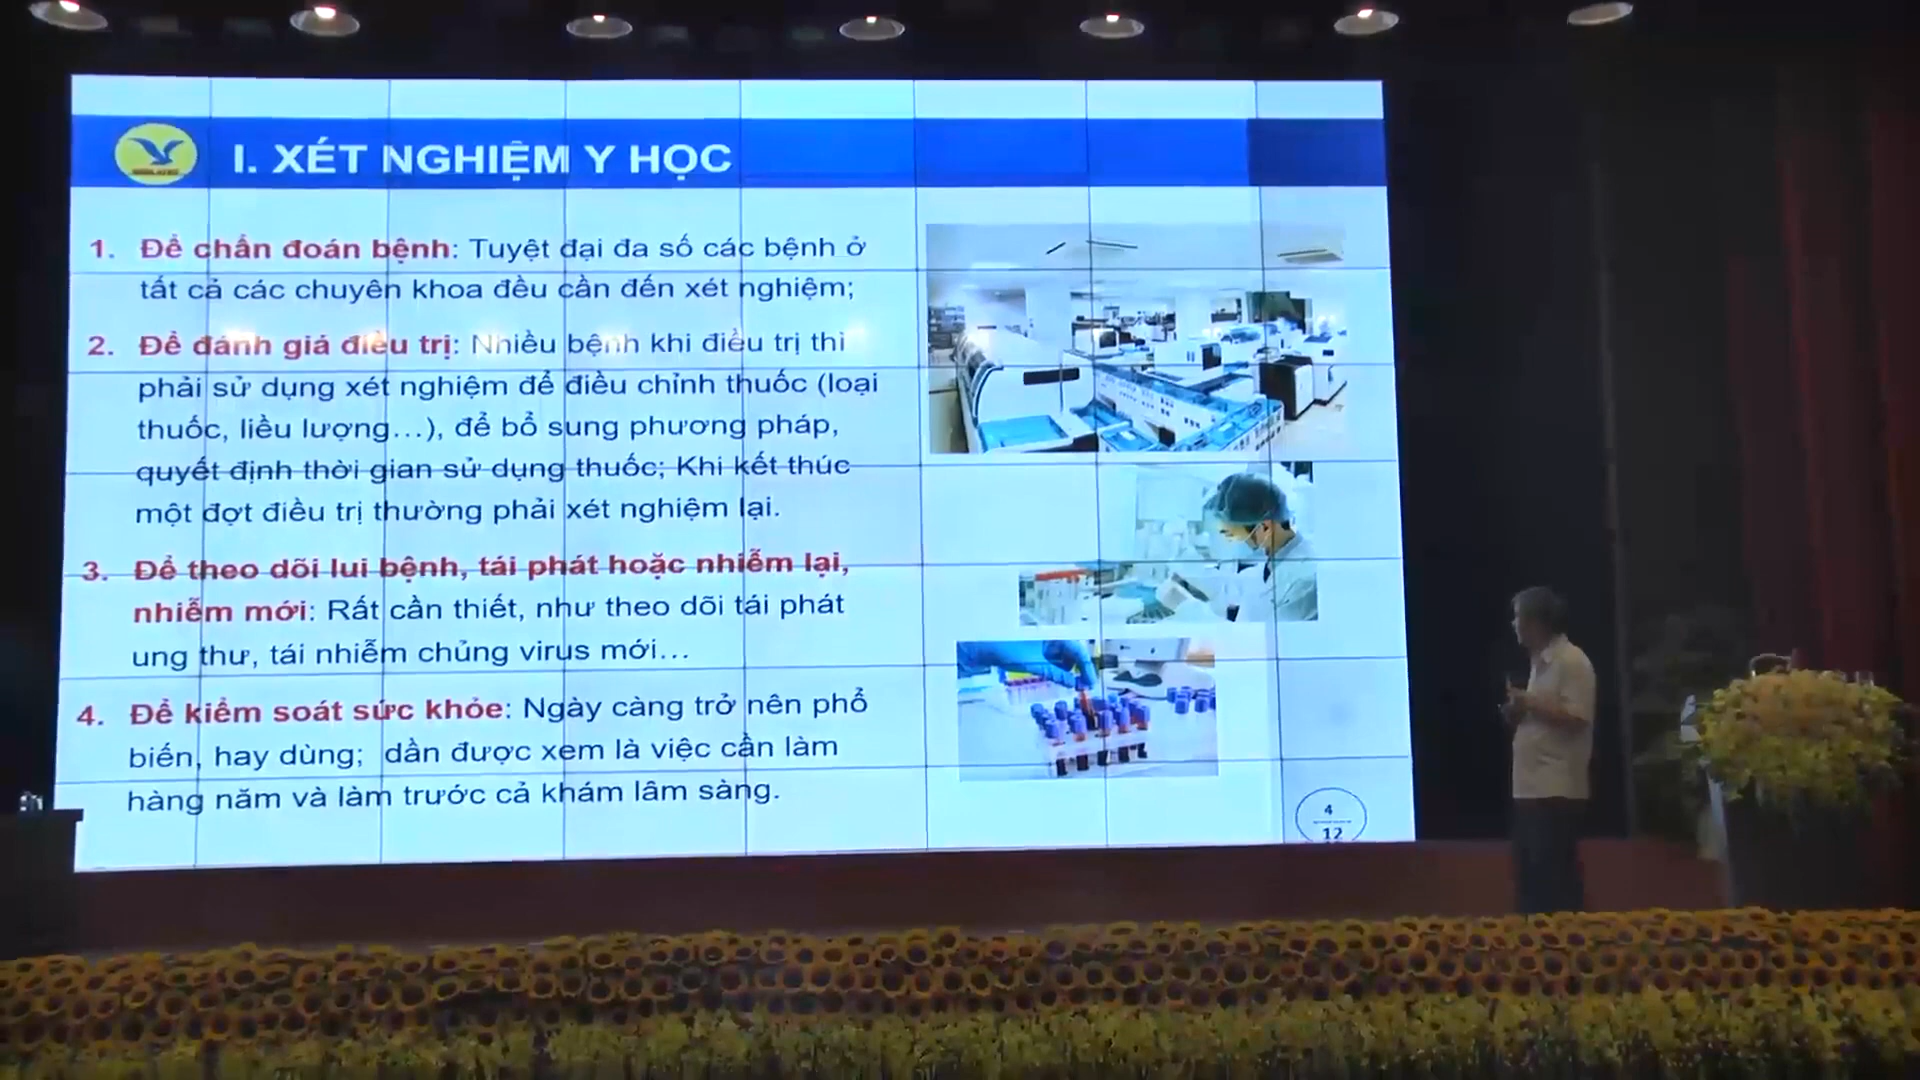 I. XÉT NGHIỆM Y HỌC
1. Để chẩn đoán bệnh: Tuyệt đại đa số các bệnh ở
tất cả các chuyên khoa đều cần đến xét nghiệm;
2. Để đánh giá điều trị: Nhiều bệnh khi điều trị thì
phải sử dụng xét nghiệm để điều chỉnh thuốc (loại
thuốc, liều lượng...), để bổ sung phương pháp,
quyết định thời gian sử dụng thuốc; Khi kết thúc
một đợt điều trị thường phải xét nghiệm lại.
3. Để theo dõi lui bệnh, tái phát hoặc nhiễm lại,
nhiễm mới: Rất cần thiết, như theo dõi tái phát
ung thư, tái nhiễm chủng virus mới...
4. Để kiểm soát sức khỏe: Ngày càng trở nên phổ
biến, hay dùng; dần được xem là việc cần làm
hàng năm và làm trước cả khám lâm sàng.
4
12